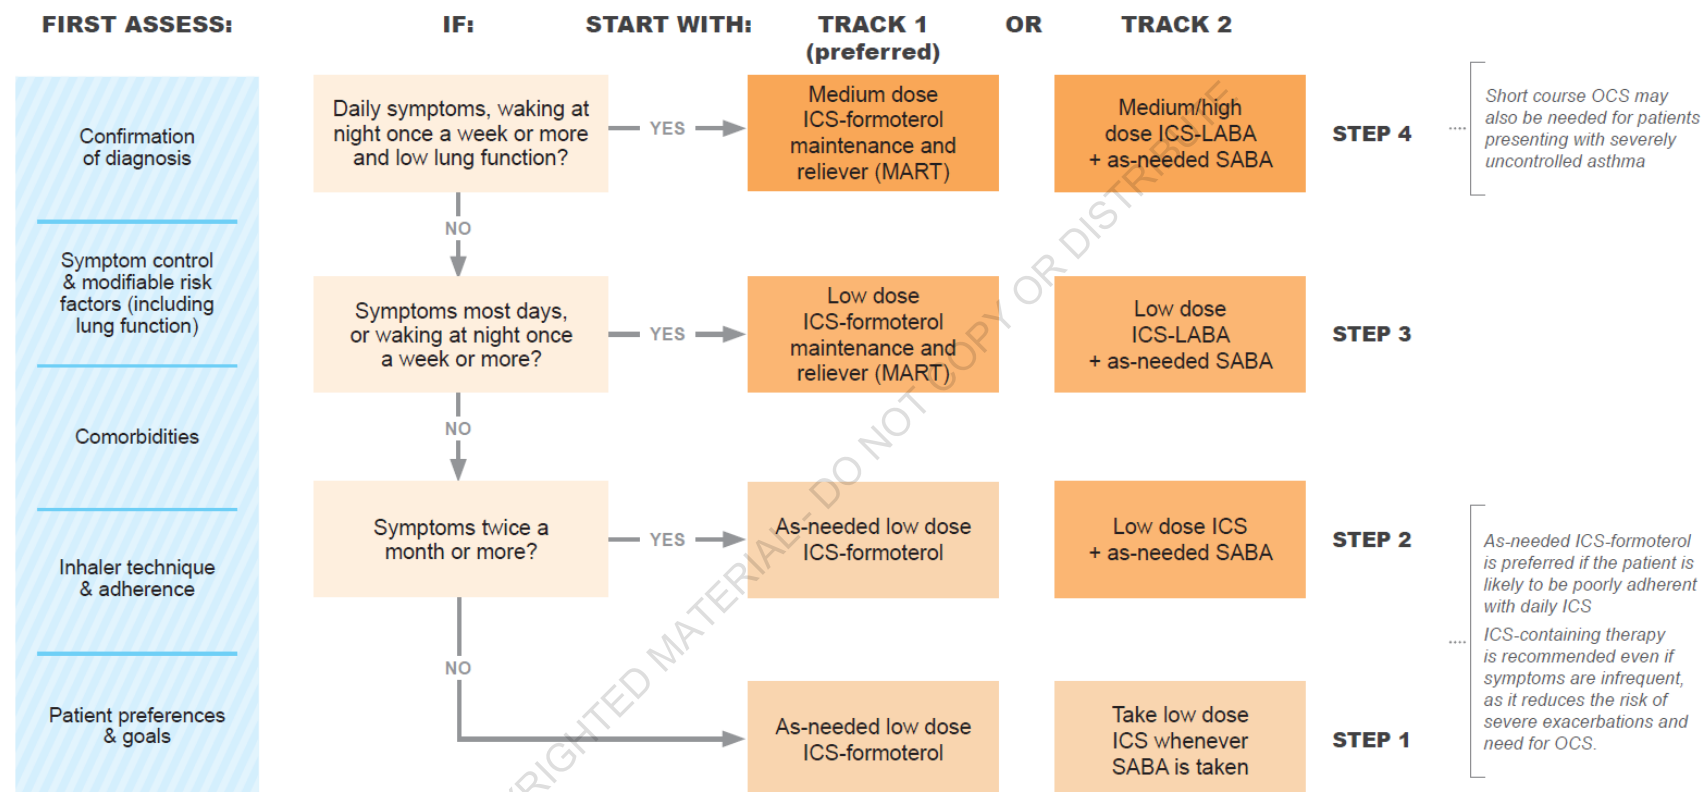 FIRST ASSESS:
IF:
START WITH:
TRACK 1
(preferred)
OR
TRACK 2
Confirmation
of diagnosis
Symptom control
& modifiable risk
factors (including
lung function)
Comorbidities
Inhaler technique
& adherence
Patient preferences
& goals
Daily symptoms, waking at
night once a week or more
and low lung function?
YES
Medium dose
ICS-formoterol
maintenance and
reliever (MART)
Medium/high
dose ICS-LABA
+ as-needed SABA
STEP 4
Short course OCS may
also be needed for patients
presenting with severely
uncontrolled asthma
NO
Symptoms most days,
or waking at night once
a week or more?
YES
Low dose
ICS-formoterol
maintenance and
reliever (MART)
Low dose
ICS-LABA
+ as-needed SABA
STEP 3
NO
Symptoms twice a
month or more?
YES
As-needed low dose
ICS-formoterol
Low dose ICS
+ as-needed SABA
STEP 2
NO
As-needed low dose
ICS-formoterol
Take low dose
ICS whenever
SABA is taken
STEP 1
As-needed ICS-formoterol
is preferred if the patient is
likely to be poorly adherent
with daily ICS
ICS-containing therapy
is recommended even if
symptoms are infrequent,
as it reduces the risk of
severe exacerbations and
need for OCS.
MATERIAL - DO NOT COPY OR DISTRIBUTE